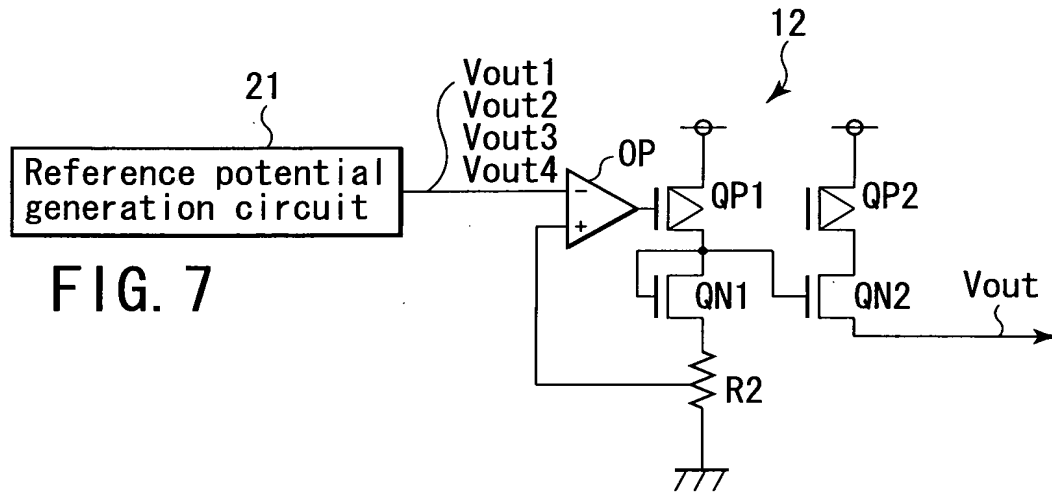 12
21
Vout1
Vout2
Vout3
Vout4
Reference potential
generation circuit
OP
−
+
QP1
QP2
QN1
QN2
Vout
R2
FIG. 7